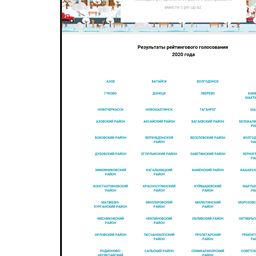 Результаты рейтингового голосования
2020 года
АЗОВ БАТАЙСК ВОЛГОДОНСК
ГУКОВО ДОНЕЦК ЗВЕРЕВО
НОВОЧЕРКАССК НОВОШАХТИНСК ТАГАНРОГ
АЗОВСКИЙ РАЙОН АКСАЙСКИЙ РАЙОН БАГАЕВСКИЙ РАЙОН
БОКОВСКИЙ РАЙОН ВЕРХНЕДОНСКОЙ
РАЙОН ВЕСЕЛОВСКИЙ РАЙОН
ДУБОВСКИЙ РАЙОН ЕГОРЛЫКСКИЙ РАЙОН ЗАВЕТИНСКИЙ РАЙОН
ЗИМОВНИКОВСКИЙ
РАЙОН КАГАЛЬНИЦКИЙ
РАЙОН КАМЕНСКИЙ РАЙОН
КОНСТАНТИНОВСКИЙ
РАЙОН КРАСНОСУЛИНСКИЙ
РАЙОН КУЙБЫШЕВСКИЙ
РАЙОН
МАТВЕЕВО-
КУРГАНСКИЙ РАЙОН МИЛЛЕРОВСКИЙ
РАЙОН МИЛЮТИНСКИЙ
РАЙОН
МЯСНИКОВСКИЙ
РАЙОН НЕКЛИНОВСКИЙ
РАЙОН ОБЛИВСКИЙ РАЙОН
ОРЛОВСКИЙ РАЙОН ПЕСЧАНОКОПСКИЙ
РАЙОН ПРОЛЕТАРСКИЙ
РАЙОН
РОДИОНОВО-
НЕСВЕТАЙСКИЙ САЛЬСКИЙ РАЙОН СЕМИКАРАКОРСКИЙ
РАЙОН